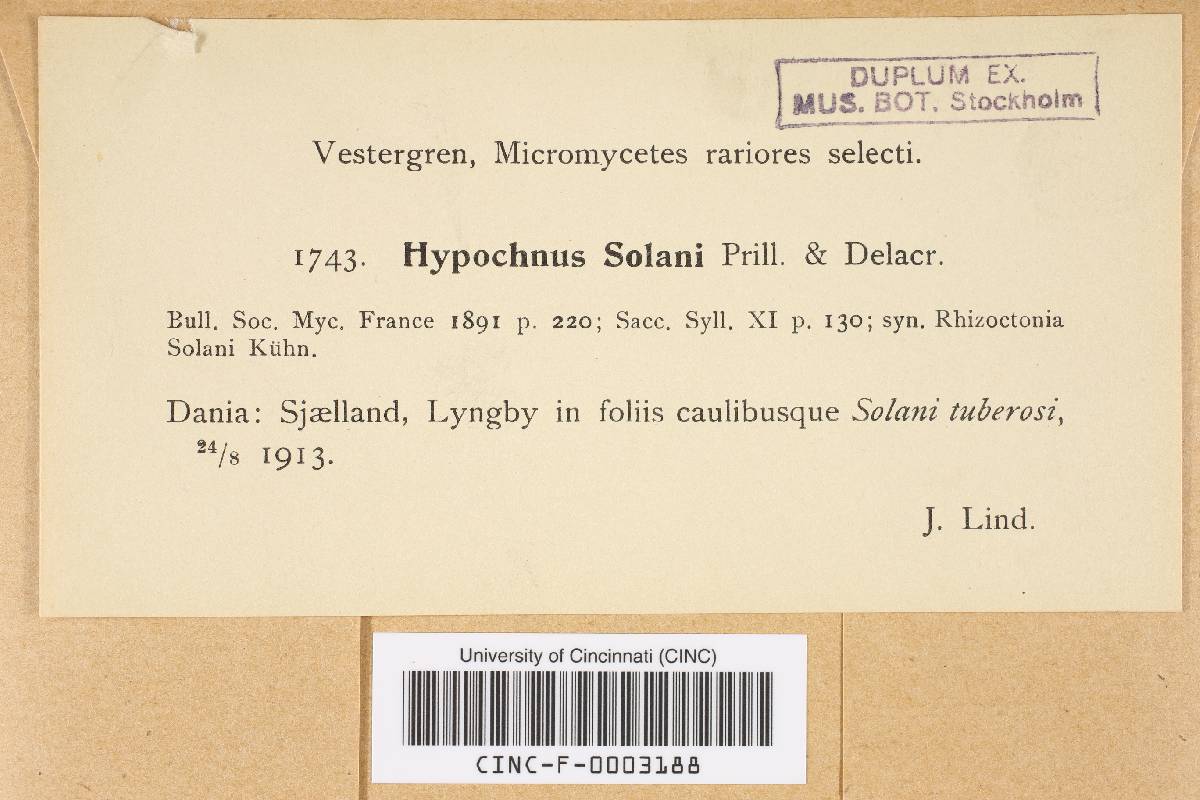 DUPLUM EX.
MUS. BOT. Stockholm
Vestergren, Micromycetes rariores selecti.
1743. Hypochnus Solani Prill. & Delacr.
Bull. Soc. Myc. France 1891 p. 220; Sacc. Syll. XI p. 130; syn. Rhizoctonia
Solani Kühn.
Dania: Sjælland, Lyngby in foliis caulibusque Solani tuberosi,
24/8 1913.
J. Lind.
University of Cincinnati (CINC)
CINC-F-0003188